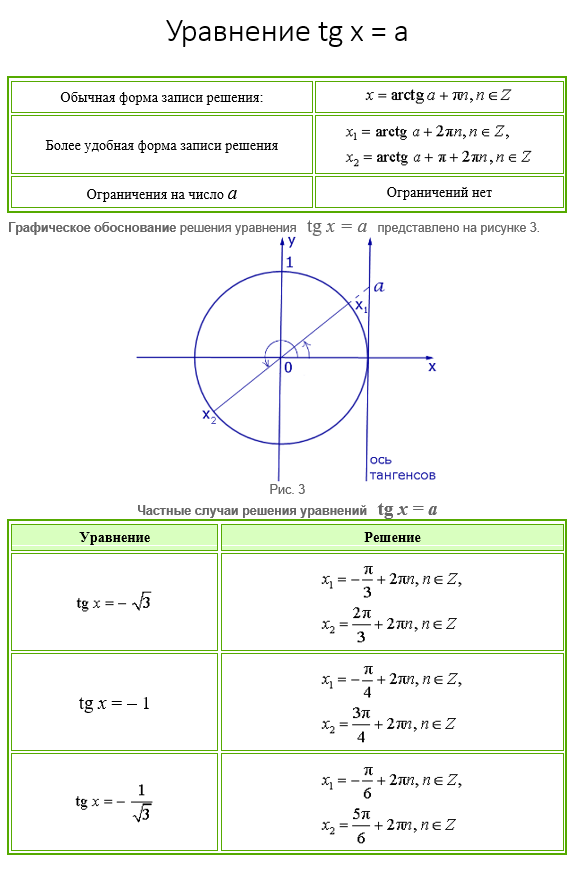 Уравнение tg x = a
Обычная форма записи решения:
x = arctg a + πn, n ∈ Z
Более удобная форма записи решения
x₁ = arctg a + 2πn, n ∈ Z,
x₂ = arctg a + π + 2πn, n ∈ Z
Ограничения на число a
Ограничений нет
Графическое обоснование решения уравнения tg x = a представлено на рисунке 3.
y
1
a
x₁
0
x
x₂
ось
тангенсов
Рис. 3
Частные случаи решения уравнений tg x = a
Уравнение
Решение
tg x = – √3
x₁ = –π/3 + 2πn, n ∈ Z,
x₂ = 2π/3 + 2πn, n ∈ Z
tg x = – 1
x₁ = –π/4 + 2πn, n ∈ Z,
x₂ = 3π/4 + 2πn, n ∈ Z
tg x = – 1/√3
x₁ = –π/6 + 2πn, n ∈ Z,
x₂ = 5π/6 + 2πn, n ∈ Z